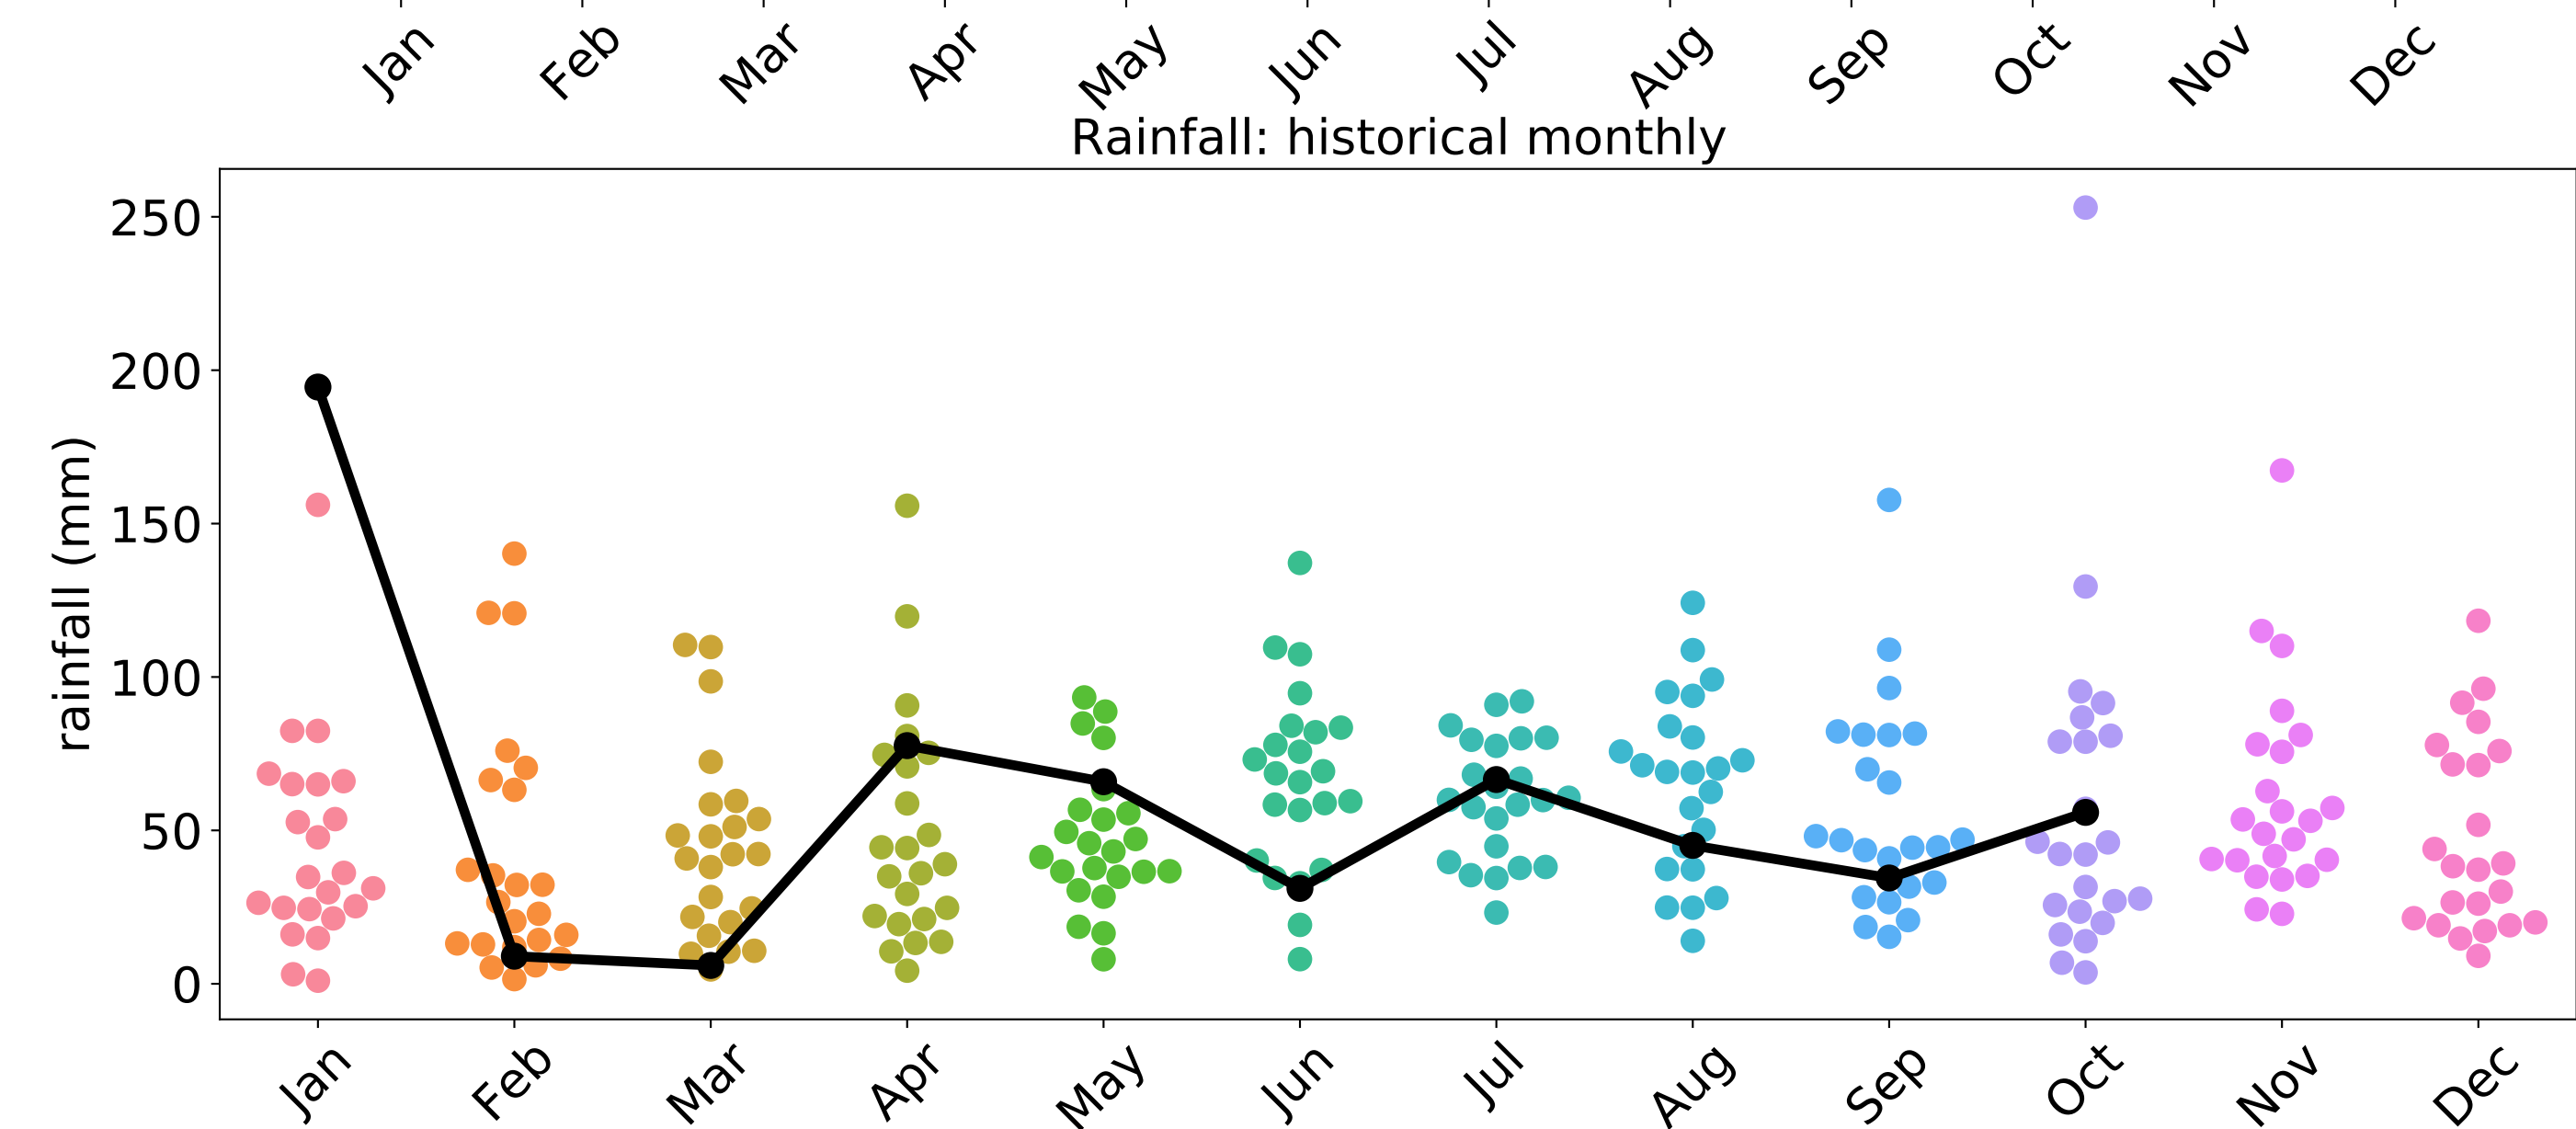 Jan Feb Mar Apr May Jun Jul Aug Sep Oct Nov Dec
Rainfall: historical monthly
250
200
150
100
50
0
rainfall (mm)
Jan Feb Mar Apr May Jun Jul Aug Sep Oct Nov Dec